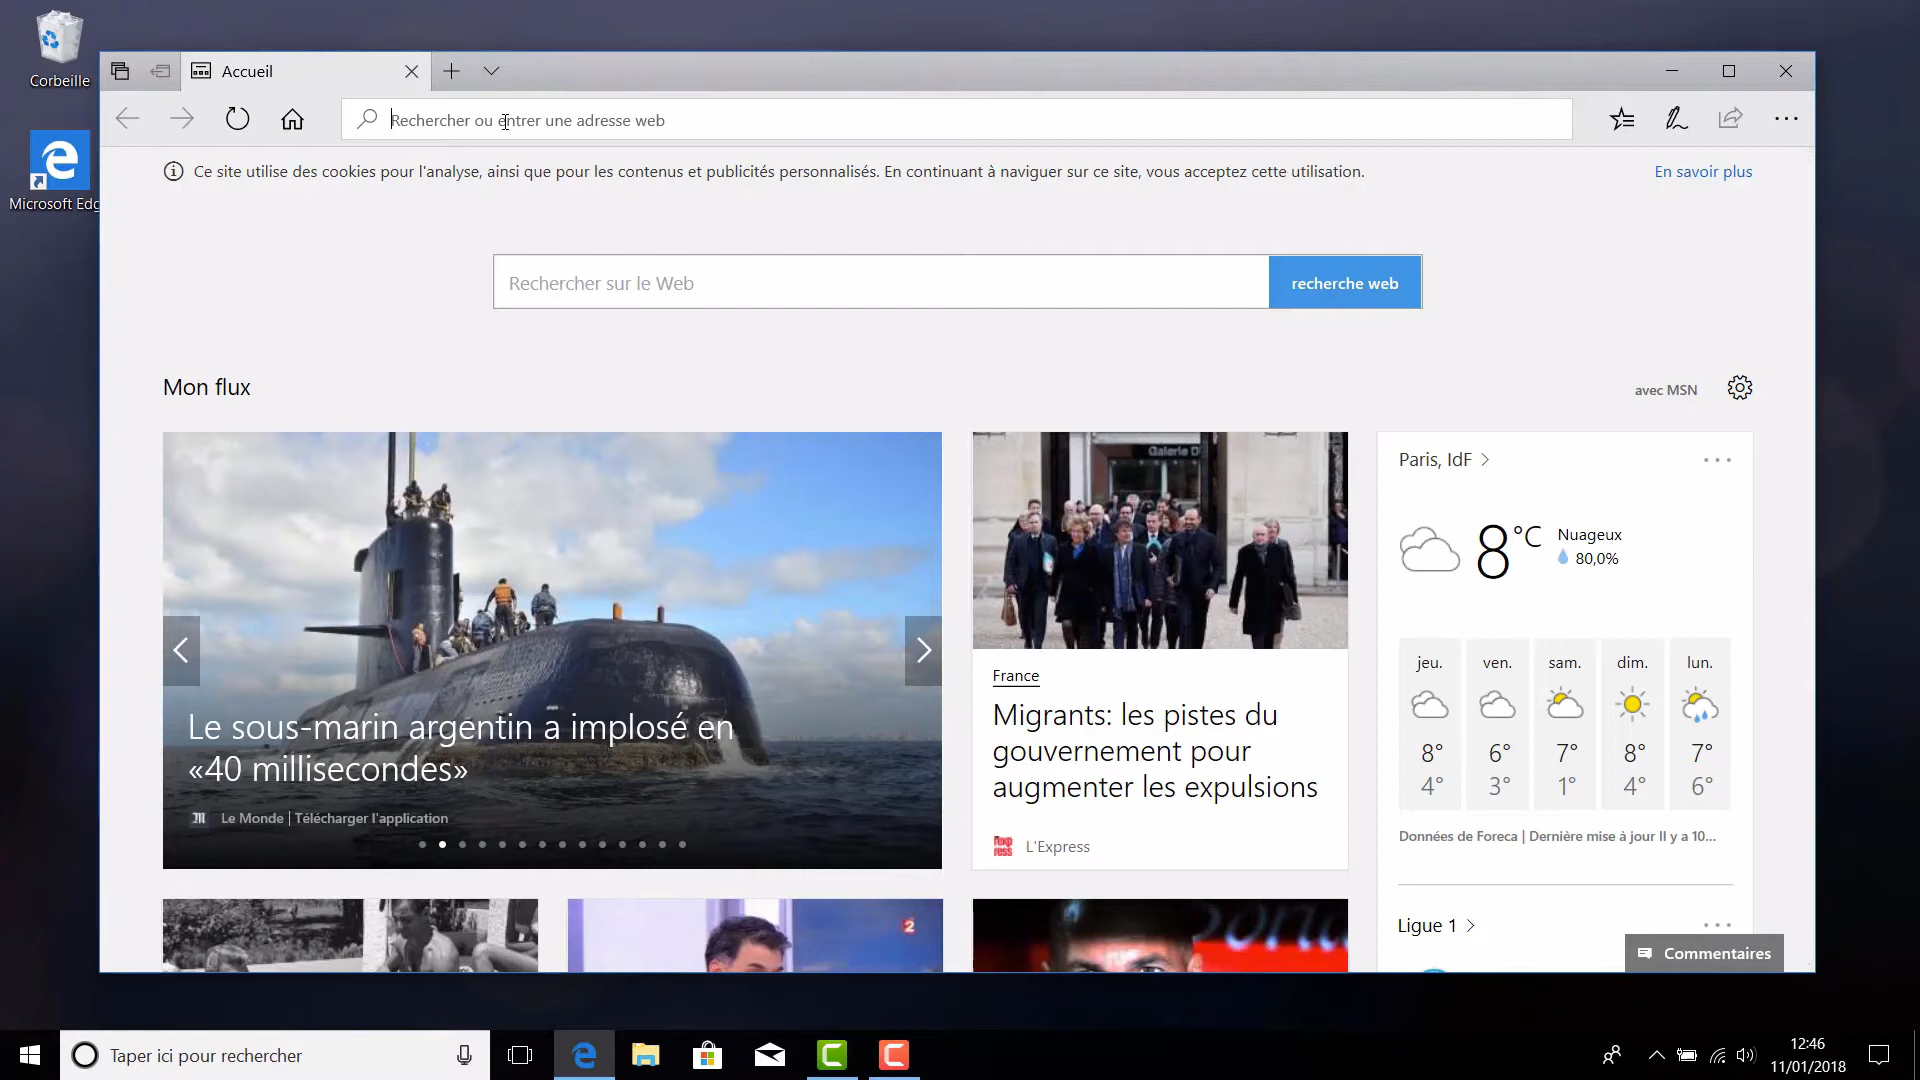 Corbeille
Microsoft Edg
Accueil
Rechercher ou entrer une adresse web
Ce site utilise des cookies pour l'analyse, ainsi que pour les contenus et publicités personnalisés. En continuant à naviguer sur ce site, vous acceptez cette utilisation.
En savoir plus
Rechercher sur le Web
recherche web
Mon flux
avec MSN
Le sous-marin argentin a implosé en
«40 millisecondes»
Le Monde | Télécharger l'application
Galerie D
France
Migrants: les pistes du
gouvernement pour
augmenter les expulsions
L'Express
Paris, IdF
8 °C
Nuageux
80,0%
jeu. ven. sam. dim. lun.
8° 6° 7° 8° 7°
4° 3° 1° 4° 6°
Données de Foreca | Dernière mise à jour Il y a 10...
Ligue 1
2
Commentaires
Taper ici pour rechercher
12:46
11/01/2018